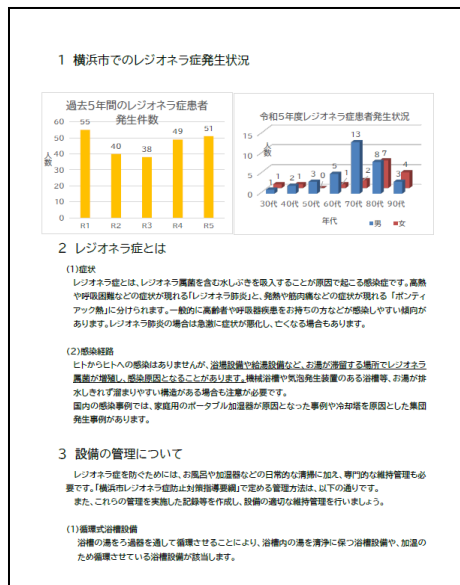 1 横浜市でのレジオネラ症発生状況
過去5年間のレジオネラ症患者
発生件数
60
50
40
30
20
10
0
人数
55
40
38
49
51
R1 R2 R3 R4 R5
令和5年度レジオネラ症患者発生状況
15
10
5
0
人数
1 1 2 1 3 0 5 1 13 2 8 7 3 4
30代 40代 50代 60代 70代 80代 90代
年代
男 女
2 レジオネラ症とは
(1)症状
レジオネラ症とは、レジオネラ属菌を含む水しぶきを吸入することが原因で起こる感染症です。高熱
や呼吸困難などの症状が現れる「レジオネラ肺炎」と、発熱や筋肉痛などの症状が現れる「ポンティ
アック熱」に分けられます。一般的に高齢者や呼吸器疾患をお持ちの方などが感染しやすい傾向が
あります。レジオネラ肺炎の場合は急激に症状が悪化し、亡くなる場合もあります。
(2)感染経路
ヒトからヒトへの感染はありませんが、浴場設備や給湯設備など、お湯が滞留する場所でレジオネラ
属菌が増殖し、感染原因となることがあります。機械浴槽や気泡発生装置のある浴槽等、お湯が排
水しきれず溜まりやすい構造がある場合も注意が必要です。
国内の感染事例では、家庭用のポータブル加湿器が原因となった事例や冷却塔を原因とした集団
発生事例があります。
3 設備の管理について
レジオネラ症を防ぐためには、お風呂や加湿器などの日常的な清掃に加え、専門的な維持管理も必
要です。「横浜市レジオネラ症防止対策指導要綱」で定める管理方法は、以下の通りです。
また、これらの管理を実施した記録等を作成し、設備の適切な維持管理を行いましょう。
(1)循環式浴槽設備
浴槽の湯をろ過器を通して循環させることにより、浴槽内の湯を清浄に保つ浴槽設備や、加温の
ため循環させている浴槽設備が該当します。